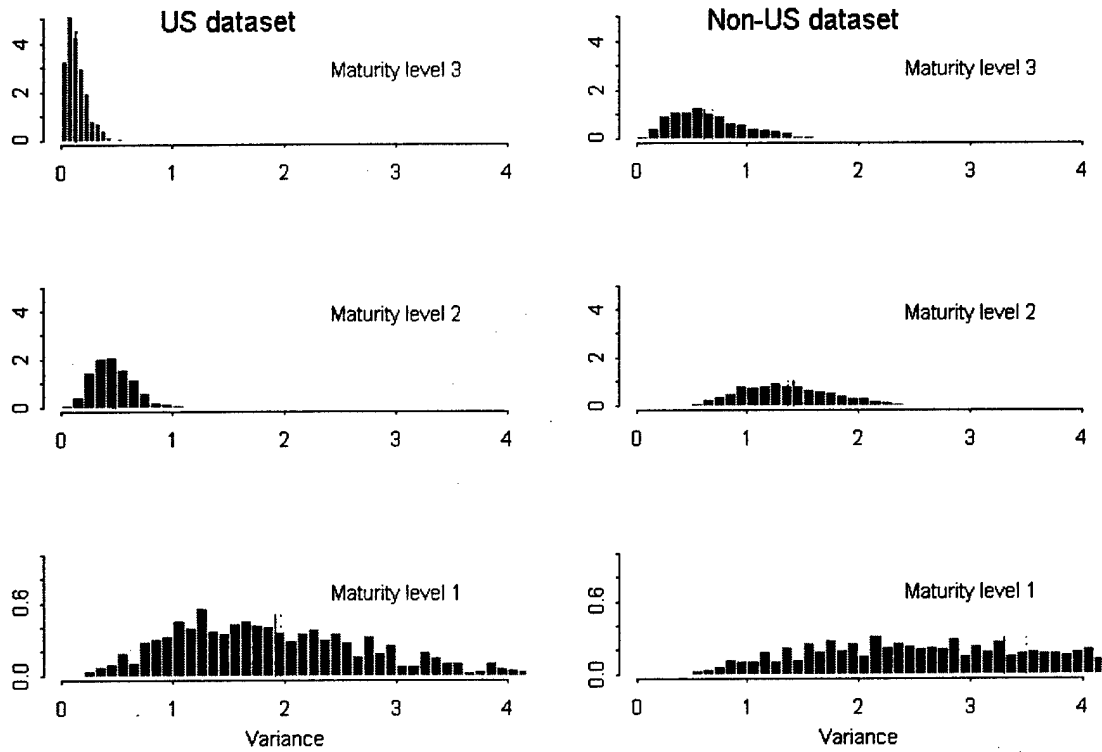 US dataset
Maturity level 3
4
2
0
0 1 2 3 4
Non-US dataset
Maturity level 3
4
2
0
0 1 2 3 4
Maturity level 2
4
2
0
0 1 2 3 4
Maturity level 2
4
2
0
0 1 2 3 4
Maturity level 1
0.6
0.0
0 1 2 3 4
Variance
Maturity level 1
0.6
0.0
0 1 2 3 4
Variance